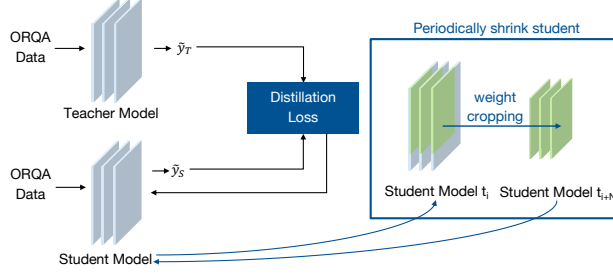 ORQA
Data
Teacher Model
ỹ_T
Distillation
Loss
ORQA
Data
ỹ_S
Student Model
Periodically shrink student
weight
cropping
Student Model t_i
Student Model t_{i+N}